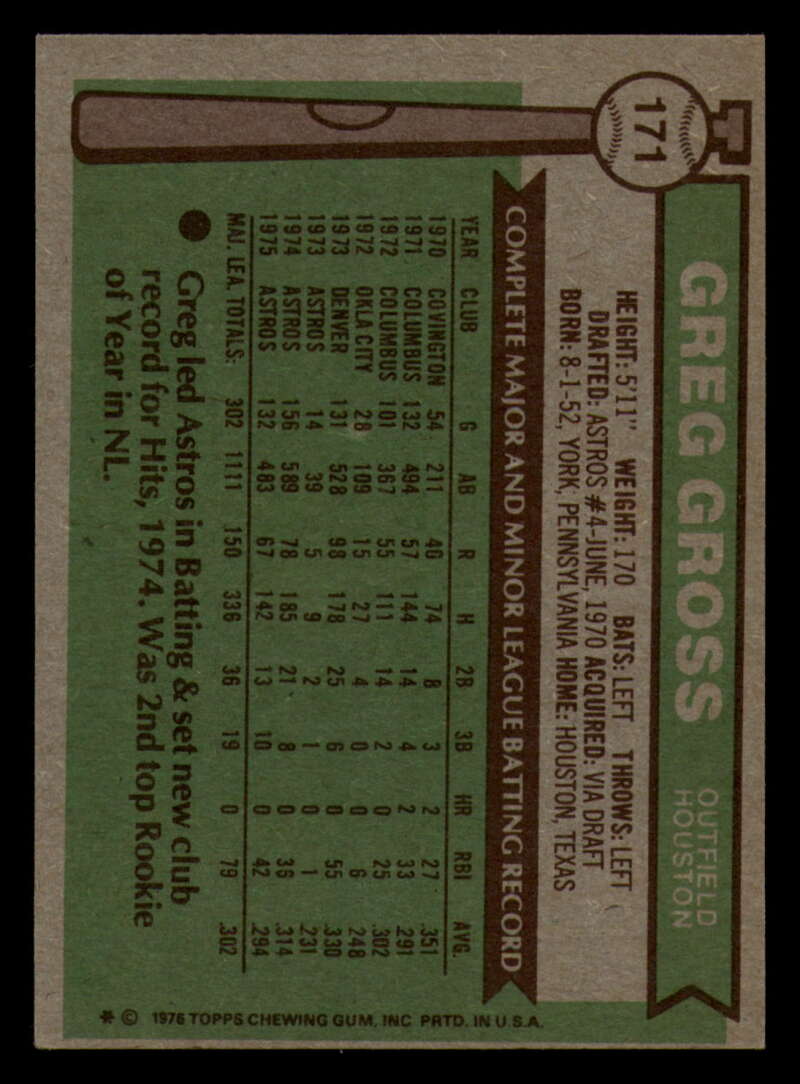 171
GREG GROSS
OUTFIELD
HOUSTON
HEIGHT: 5'11" WEIGHT: 170 BATS: LEFT THROWS: LEFT
DRAFTED: ASTROS #4-JUNE, 1970 ACQUIRED: VIA DRAFT
BORN: 8-1-52, YORK, PENNSYLVANIA HOME: HOUSTON, TEXAS
COMPLETE MAJOR AND MINOR LEAGUE BATTING RECORD
YEAR CLUB G AB R H 2B 3B HR RBI AVG.
1970 COVINGTON 54 211 40 74 8 3 2 27 .351
1971 COLUMBUS 132 494 57 144 14 4 2 33 .291
1972 COLUMBUS 101 367 55 111 14 2 0 25 .302
1972 OKLA CITY 28 109 15 27 4 0 0 6 .248
1973 DENVER 131 528 98 178 25 6 0 55 .330
1973 ASTROS 14 39 5 9 2 1 0 1 .231
1974 ASTROS 156 589 78 185 21 8 0 36 .314
1975 ASTROS 132 483 67 142 13 10 0 42 .294
MAJ. LEA. TOTALS: 302 1111 150 336 36 19 0 79 .302
● Greg led Astros in Batting & set new club
record for Hits, 1974. Was 2nd top Rookie
of Year in NL.
* © 1976 TOPPS CHEWING GUM, INC PRTD. IN U.S.A.